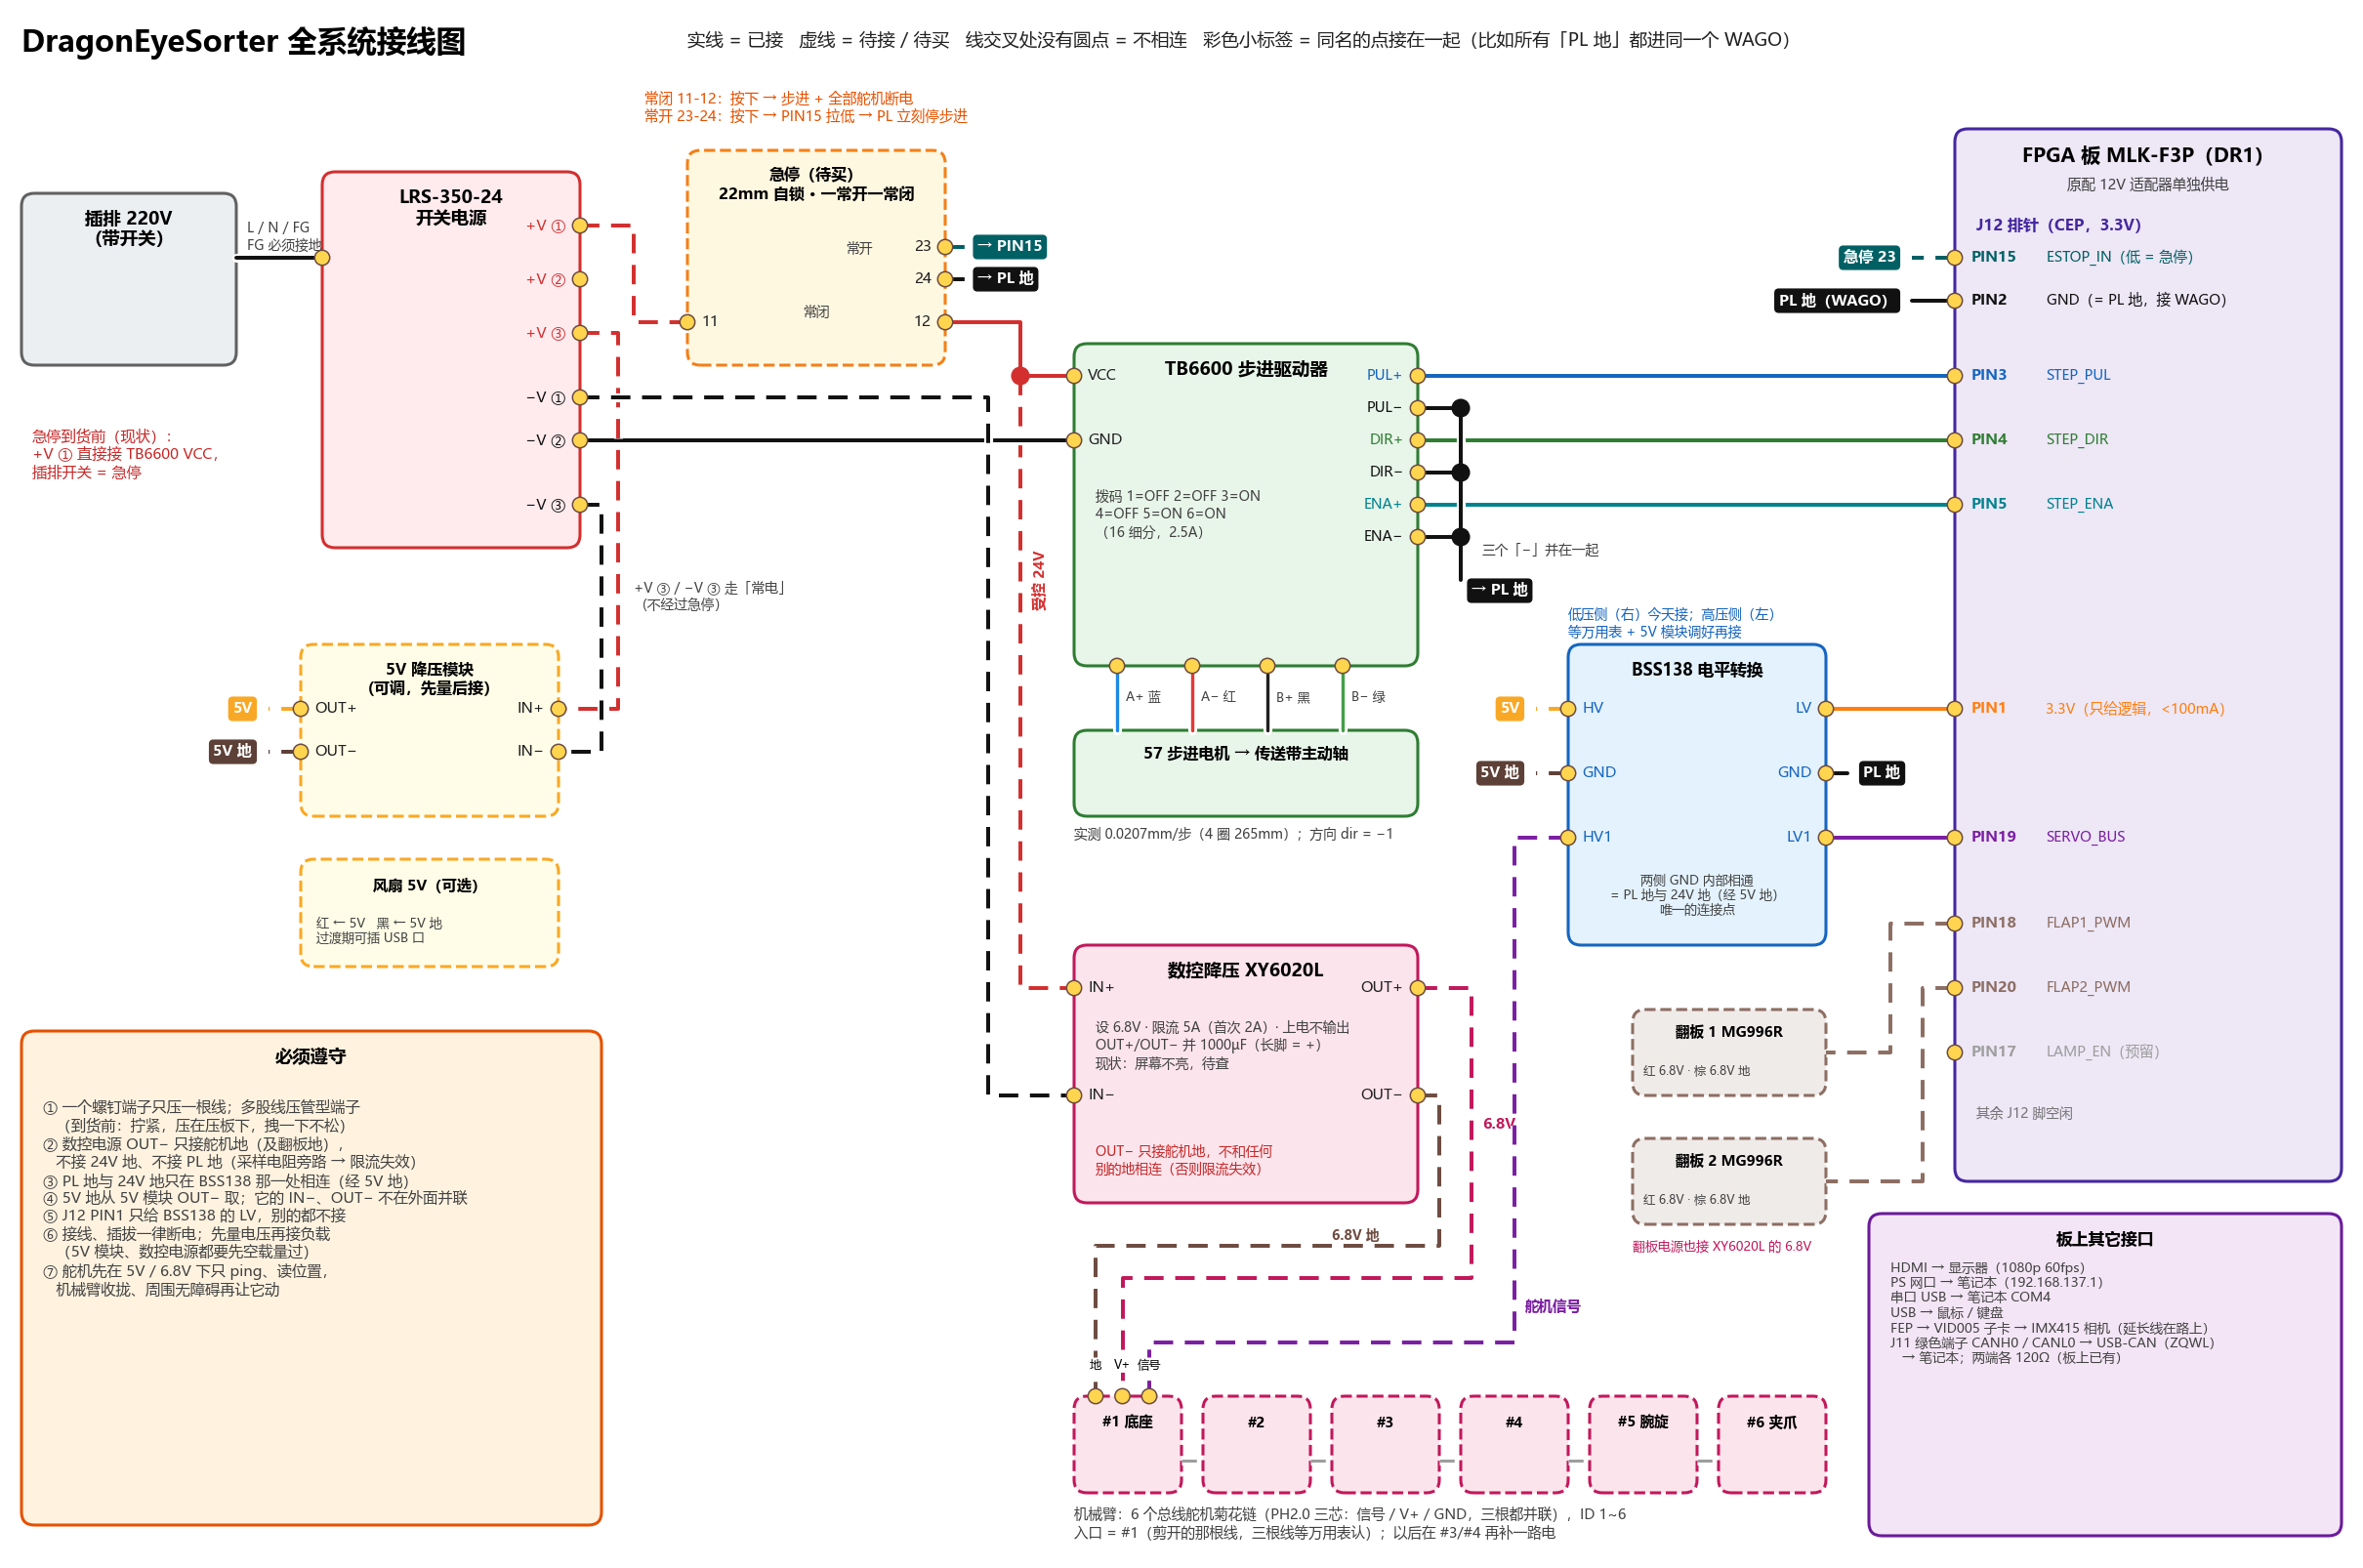 DragonEyeSorter 全系统接线图
实线 = 已接   虚线 = 待接 / 待买   线交叉处没有圆点 = 不相连   彩色小标签 = 同名的点接在一起（比如所有「PL 地」都进同一个 WAGO）
常闭 11-12：按下 → 步进 + 全部舵机断电
常开 23-24：按下 → PIN15 拉低 → PL 立刻停步进
插排 220V
（带开关）
L / N / FG
FG 必须接地
LRS-350-24
开关电源
+V ①
+V ②
+V ③
−V ①
−V ②
−V ③
急停到货前（现状）：
+V ① 直接接 TB6600 VCC，
插排开关 = 急停
急停（待买）
22mm 自锁 · 一常开一常闭
常开
23
→ PIN15
24
→ PL 地
常闭
11
12
+V ③ / −V ③ 走「常电」
（不经过急停）
受控 24V
TB6600 步进驱动器
VCC
GND
PUL+
PUL−
DIR+
DIR−
ENA+
ENA−
拨码 1=OFF 2=OFF 3=ON
4=OFF 5=ON 6=ON
（16 细分，2.5A）
三个「−」并在一起
→ PL 地
A+ 蓝
A− 红
B+ 黑
B− 绿
57 步进电机 → 传送带主动轴
实测 0.0207mm/步（4 圈 265mm）；方向 dir = −1
5V 降压模块
（可调，先量后接）
5V
OUT+
IN+
5V 地
OUT−
IN−
风扇 5V（可选）
红 ← 5V   黑 ← 5V 地
过渡期可插 USB 口
FPGA 板 MLK-F3P（DR1）
原配 12V 适配器单独供电
J12 排针（CEP，3.3V）
急停 23
PIN15
ESTOP_IN（低 = 急停）
PL 地（WAGO）
PIN2
GND（= PL 地，接 WAGO）
PIN3
STEP_PUL
PIN4
STEP_DIR
PIN5
STEP_ENA
PIN1
3.3V（只给逻辑，<100mA）
PIN19
SERVO_BUS
PIN18
FLAP1_PWM
PIN20
FLAP2_PWM
PIN17
LAMP_EN（预留）
其余 J12 脚空闲
低压侧（右）今天接；高压侧（左）
等万用表 + 5V 模块调好再接
BSS138 电平转换
5V
HV
LV
5V 地
GND
GND
PL 地
HV1
LV1
两侧 GND 内部相通
= PL 地与 24V 地（经 5V 地）
唯一的连接点
数控降压 XY6020L
IN+
OUT+
设 6.8V · 限流 5A（首次 2A）· 上电不输出
OUT+/OUT− 并 1000μF（长脚 = +）
现状：屏幕不亮，待查
IN−
OUT−
OUT− 只接舵机地，不和任何
别的地相连（否则限流失效）
6.8V
6.8V 地
舵机信号
翻板 1 MG996R
红 6.8V · 棕 6.8V 地
翻板 2 MG996R
红 6.8V · 棕 6.8V 地
翻板电源也接 XY6020L 的 6.8V
必须遵守
① 一个螺钉端子只压一根线；多股线压管型端子
（到货前：拧紧，压在压板下，拽一下不松）
② 数控电源 OUT− 只接舵机地（及翻板地），
不接 24V 地、不接 PL 地（采样电阻旁路 → 限流失效）
③ PL 地与 24V 地只在 BSS138 那一处相连（经 5V 地）
④ 5V 地从 5V 模块 OUT− 取；它的 IN−、OUT− 不在外面并联
⑤ J12 PIN1 只给 BSS138 的 LV，别的都不接
⑥ 接线、插拔一律断电；先量电压再接负载
（5V 模块、数控电源都要先空载量过）
⑦ 舵机先在 5V / 6.8V 下只 ping、读位置，
机械臂收拢、周围无障碍再让它动
板上其它接口
HDMI → 显示器（1080p 60fps）
PS 网口 → 笔记本（192.168.137.1）
串口 USB → 笔记本 COM4
USB → 鼠标 / 键盘
FEP → VID005 子卡 → IMX415 相机（延长线在路上）
J11 绿色端子 CANH0 / CANL0 → USB-CAN（ZQWL）
→ 笔记本；两端各 120Ω（板上已有）
地
V+
信号
#1 底座
#2
#3
#4
#5 腕旋
#6 夹爪
机械臂：6 个总线舵机菊花链（PH2.0 三芯：信号 / V+ / GND，三根都并联），ID 1~6
入口 = #1（剪开的那根线，三根线等万用表认）；以后在 #3/#4 再补一路电